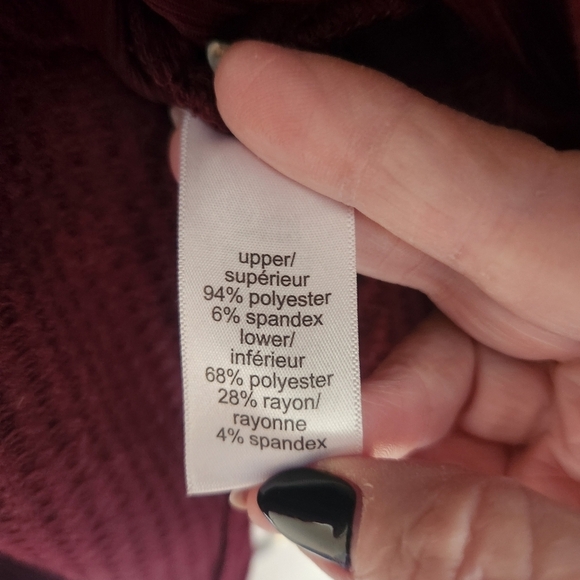 upper/
supérieur
94% polyester
6% spandex
lower/
inférieur
68% polyester
28% rayon/
rayonne
4% spandex